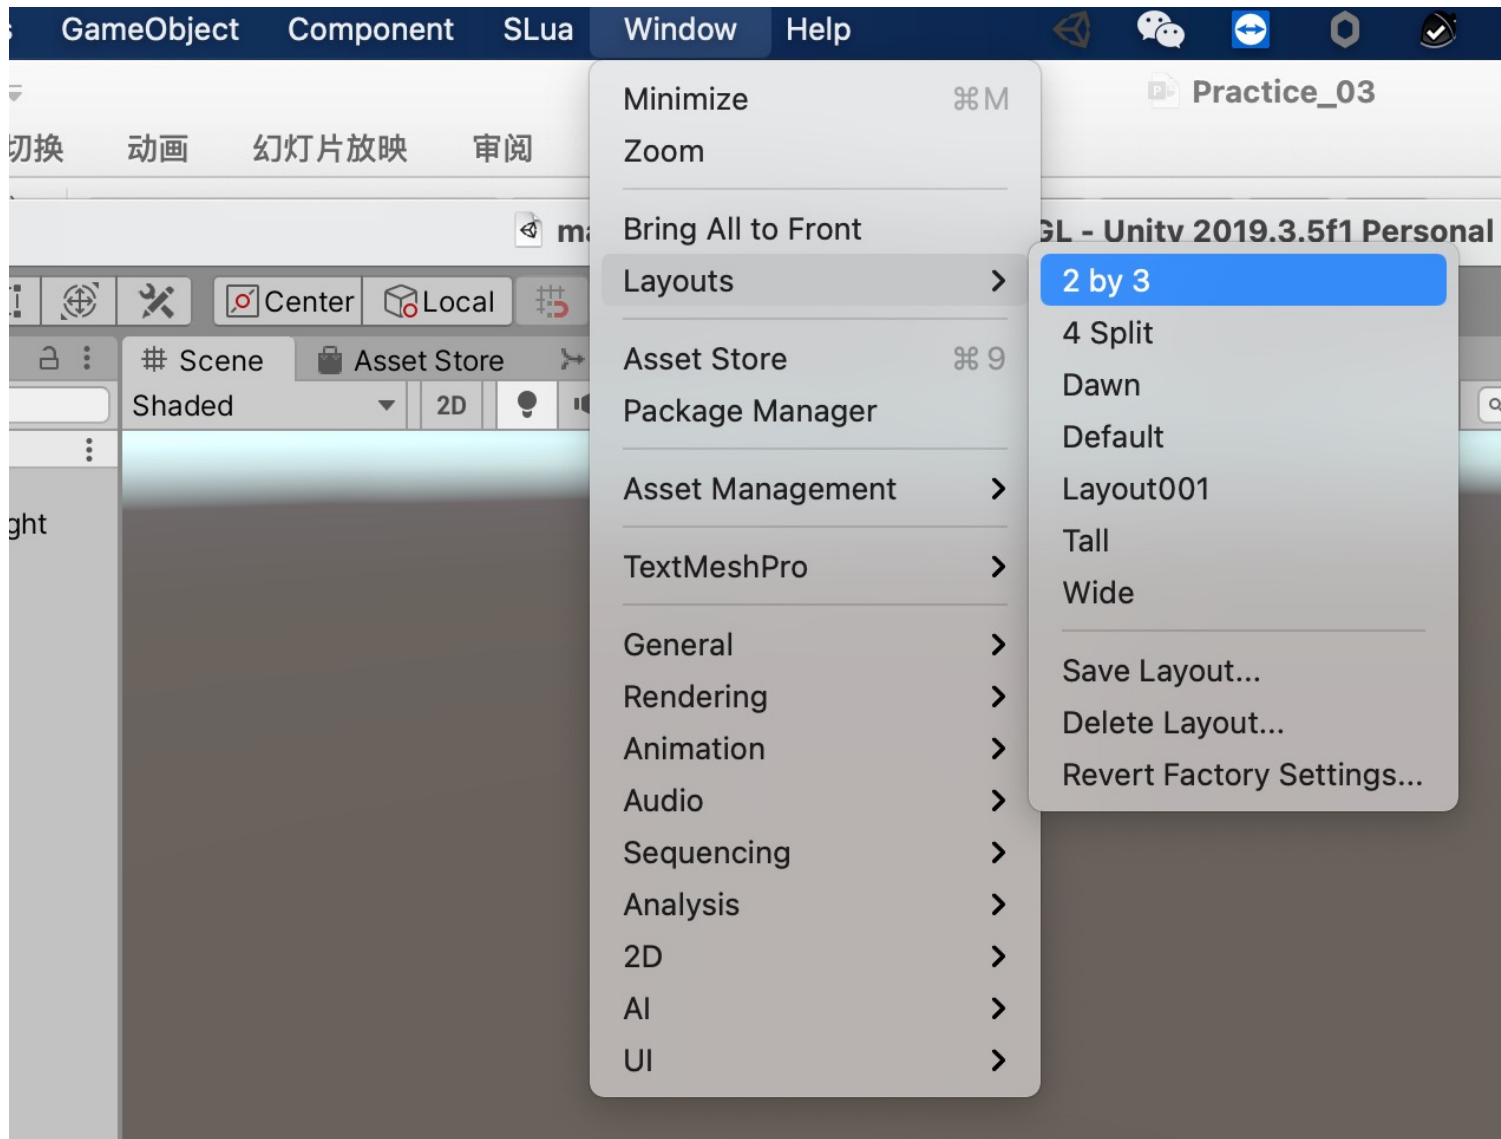 GameObject Component SLua Window Help
Practice_03
切换 动画 幻灯片放映 审阅
GL - Unity 2019.3.5f1 Personal
Center Local
Scene Asset Store
Shaded 2D
Minimize ⌘M
Zoom
Bring All to Front
Layouts
Asset Store ⌘9
Package Manager
Asset Management
TextMeshPro
General
Rendering
Animation
Audio
Sequencing
Analysis
2D
AI
UI
2 by 3
4 Split
Dawn
Default
Layout001
Tall
Wide
Save Layout...
Delete Layout...
Revert Factory Settings...